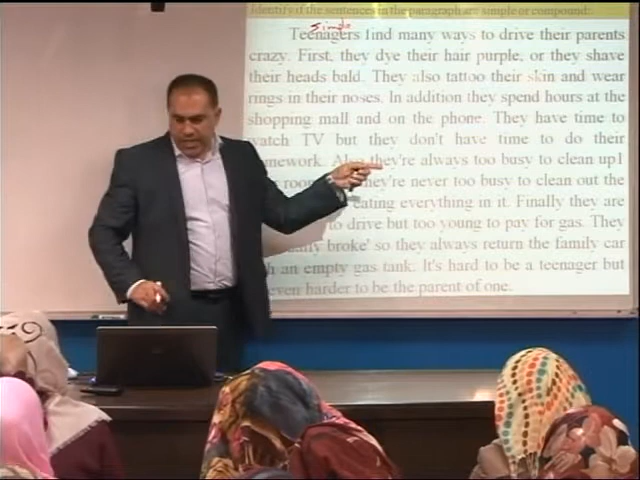 Identify if the sentences in the paragraph are simple or compound:
Simple
Teenagers find many ways to drive their parents
crazy. First, they dye their hair purple, or they shave
their heads bald. They also tattoo their skin and wear
rings in their noses. In addition they spend hours at the
shopping mall and on the phone. They have time to
watch TV but they don't have time to do their
homework. Also they're always too busy to clean up
room. They're never too busy to clean out the
eating everything in it. Finally they are
to drive but too young to pay for gas. They
'broke' so they always return the family car
an empty gas tank. It's hard to be a teenager but
even harder to be the parent of one.